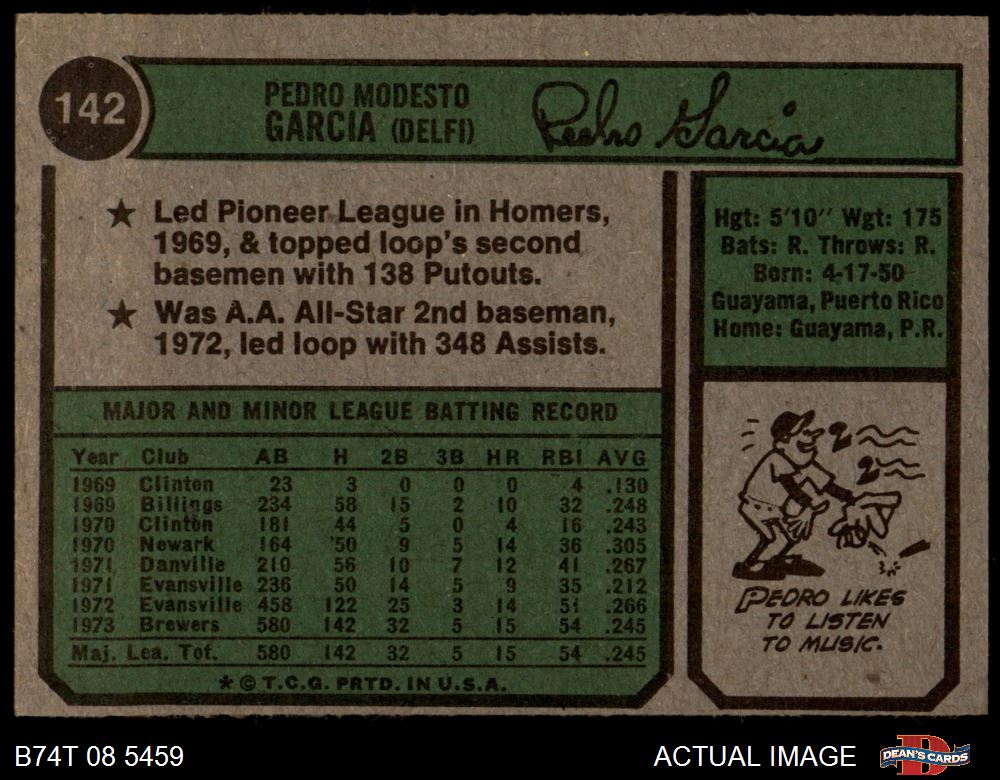 142
PEDRO MODESTO
GARCIA (DELFI)
Pedro Garcia
★ Led Pioneer League in Homers,
1969, & topped loop's second
basemen with 138 Putouts.
★ Was A.A. All-Star 2nd baseman,
1972, led loop with 348 Assists.
Hgt: 5'10" Wgt: 175
Bats: R. Throws: R.
Born: 4-17-50
Guayama, Puerto Rico
Home: Guayama, P.R.
MAJOR AND MINOR LEAGUE BATTING RECORD
Year Club AB H 2B 3B HR RBI AVG
1969 Clinton 23 3 0 0 0 4 .130
1969 Billings 234 58 15 2 10 32 .248
1970 Clinton 181 44 5 0 4 16 .243
1970 Newark 164 50 9 5 14 36 .305
1971 Danville 210 56 10 7 12 41 .267
1971 Evansville 236 50 14 5 9 35 .212
1972 Evansville 458 122 25 3 14 51 .266
1973 Brewers 580 142 32 5 15 54 .245
Maj. Lea. Tot. 580 142 32 5 15 54 .245
* © T.C.G. PRTD. IN U.S.A.
PEDRO LIKES
TO LISTEN
TO MUSIC.
B74T 08 5459
ACTUAL IMAGE
DEAN'S CARDS